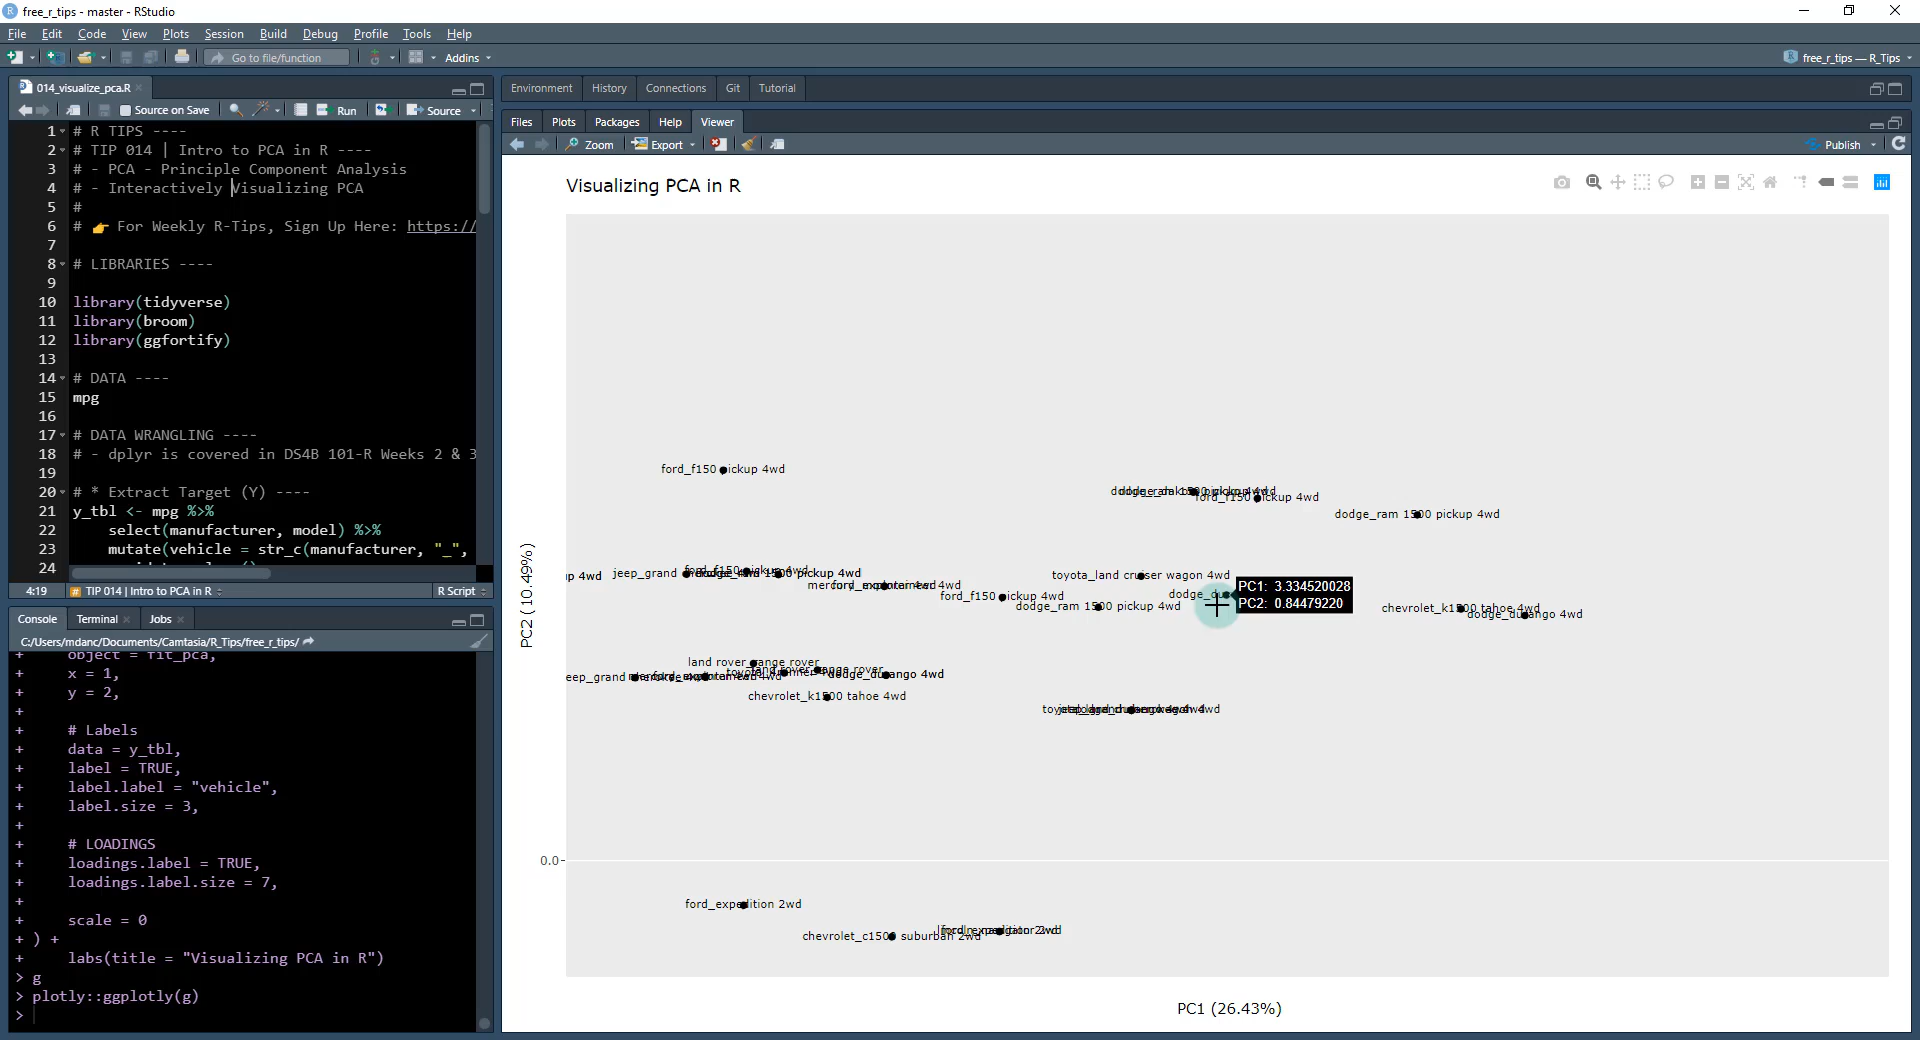 free_r_tips - master - RStudio
File Edit Code View Plots Session Build Debug Profile Tools Help
Go to file/function Addins free_r_tips — R_Tips
014_visualize_pca.R
Source on Save Run Source
1 # R TIPS ----
2 # TIP 014 | Intro to PCA in R ----
3 # - PCA - Principle Component Analysis
4 # - Interactively Visualizing PCA
5 #
6 # 👉 For Weekly R-Tips, Sign Up Here: https://
7
8 # LIBRARIES ----
9
10 library(tidyverse)
11 library(broom)
12 library(ggfortify)
13
14 # DATA ----
15 mpg
16
17 # DATA WRANGLING ----
18 # - dplyr is covered in DS4B 101-R Weeks 2 & 3
19
20 # * Extract Target (Y) ----
21 y_tbl <- mpg %>%
22 select(manufacturer, model) %>%
23 mutate(vehicle = str_c(manufacturer, "_",
24
4:19 TIP 014 | Intro to PCA in R R Script
Console Terminal Jobs
C:/Users/mdanc/Documents/Camtasia/R_Tips/free_r_tips/
+ object = fit_pca,
+ x = 1,
+ y = 2,
+
+ # Labels
+ data = y_tbl,
+ label = TRUE,
+ label.label = "vehicle",
+ label.size = 3,
+
+ # LOADINGS
+ loadings.label = TRUE,
+ loadings.label.size = 7,
+
+ scale = 0
+ ) +
+ labs(title = "Visualizing PCA in R")
> g
> plotly::ggplotly(g)
>
Environment History Connections Git Tutorial
Files Plots Packages Help Viewer
Zoom Export Publish
Visualizing PCA in R
ford_f150 pickup 4wd
ford_f150 pickup 4wd
dodge_ram 1500 pickup 4wd
up 4wd
jeep_grand
pickup 4wd
toyota_land cruiser wagon 4wd
ford_f150 pickup 4wd
dodge_ram 1500 pickup 4wd
dodge_du
PC1: 3.334520028
PC2: 0.84479220
chevrolet_k1500 tahoe 4wd
dodge_durango 4wd
land rover_range rover
jeep_grand
dodge_durango 4wd
chevrolet_k1500 tahoe 4wd
PC2 (10.49%)
0.0
ford_expedition 2wd
chevrolet_c1500 suburban 2wd
PC1 (26.43%)